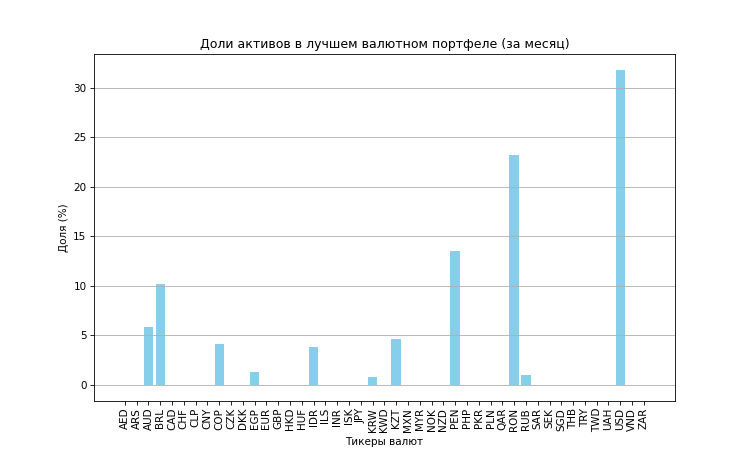 Доли активов в лучшем валютном портфеле (за месяц)
Доля (%)
30
25
20
15
10
5
0
AED ARS AUD BRL CAD CHF CLP CNY COP CZK DKK EGP EUR GBP HKD HUF IDR ILS INR ISK JPY KRW KWD KZT MXN MYR NOK NZD PEN PHP PKR PLN QAR RON RUB SAR SEK SGD THB TRY TWD UAH USD VND ZAR
Тикеры валют